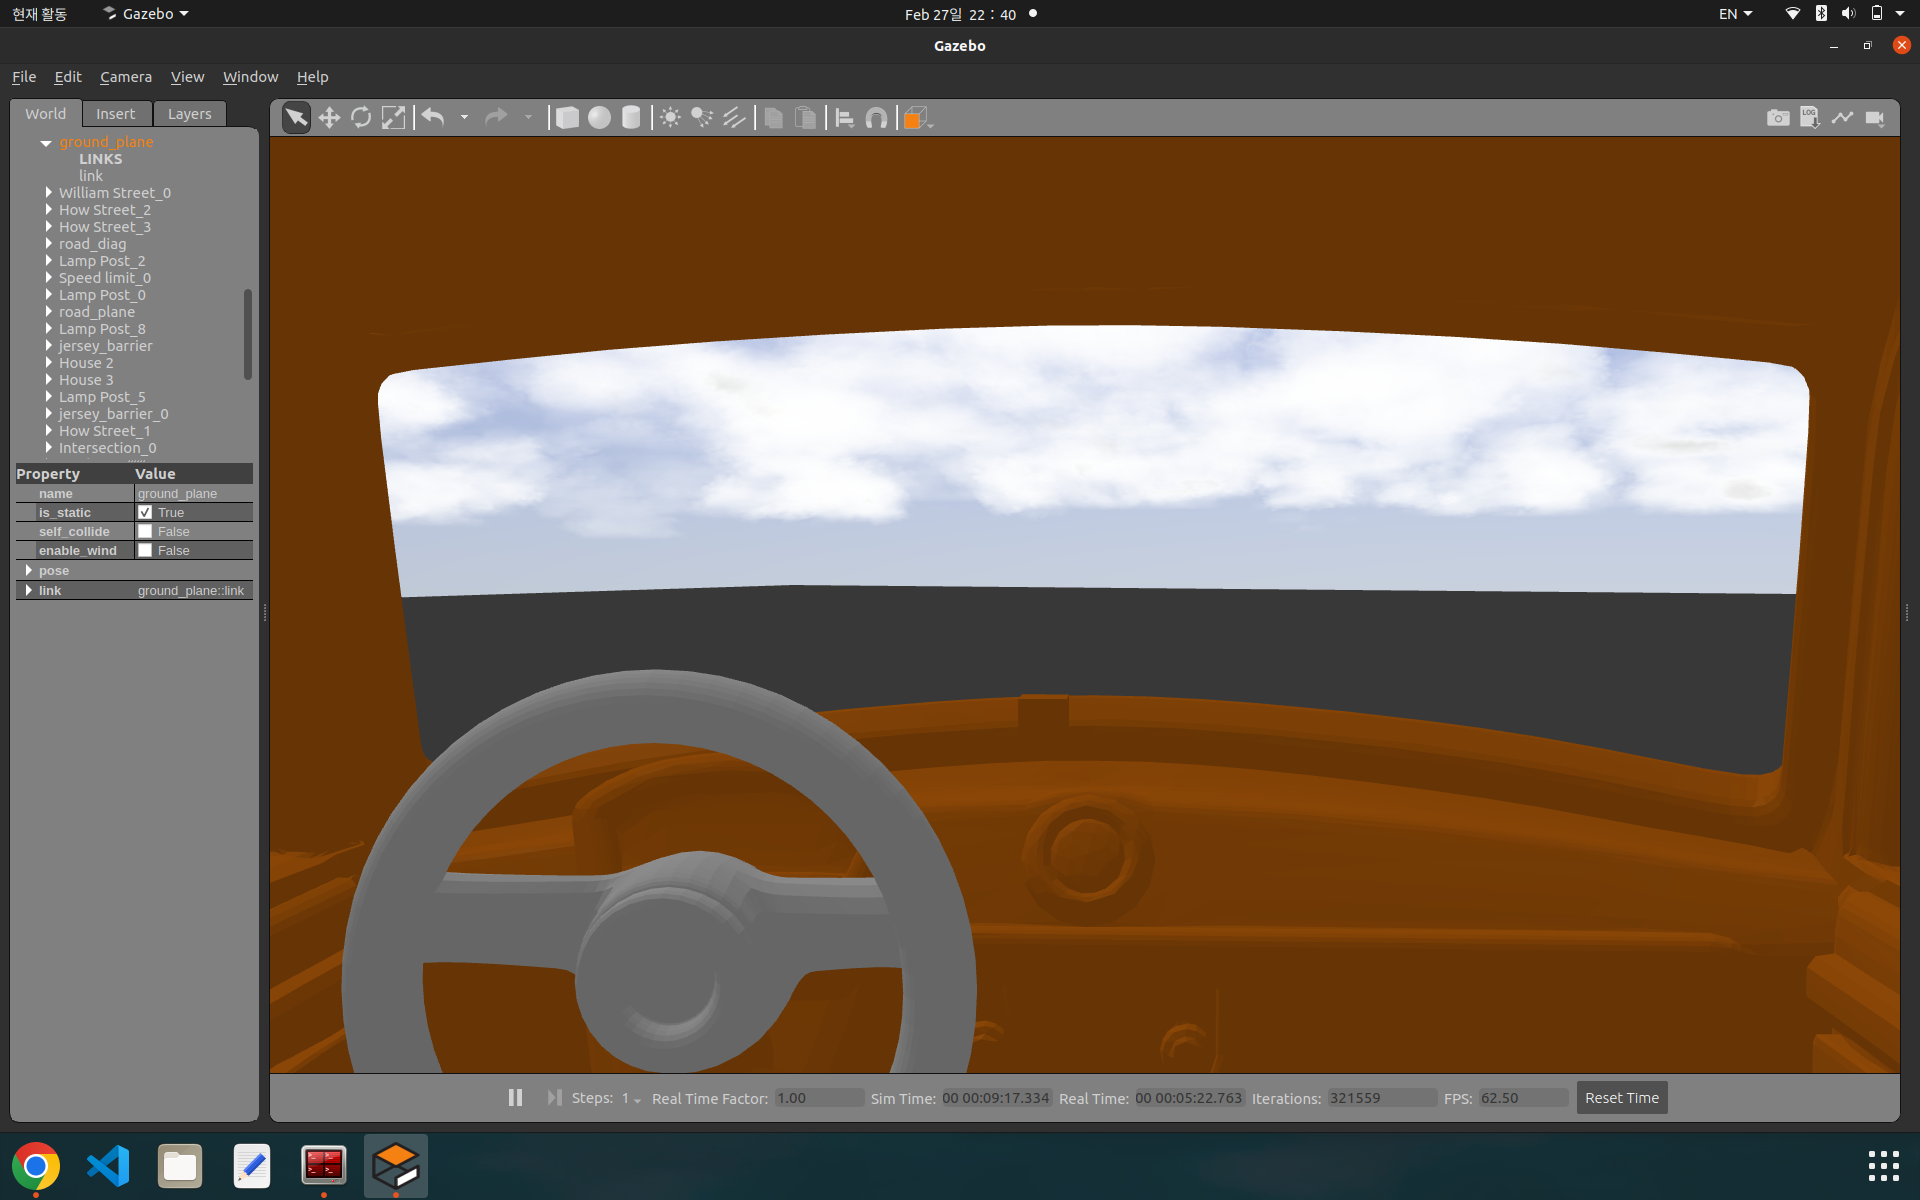 현재 활동
Gazebo
Feb 27일 22 : 40
EN
Gazebo
File Edit Camera View Window Help
World Insert Layers
ground_plane
LINKS
link
William Street_0
How Street_2
How Street_3
road_diag
Lamp Post_2
Speed limit_0
Lamp Post_0
road_plane
Lamp Post_8
jersey_barrier
House 2
House 3
Lamp Post_5
jersey_barrier_0
How Street_1
Intersection_0
Property Value
name ground_plane
is_static True
self_collide False
enable_wind False
pose
link ground_plane::link
LOG
Steps: 1 Real Time Factor: 1.00 Sim Time: 00 00:09:17.334 Real Time: 00 00:05:22.763 Iterations: 321559 FPS: 62.50 Reset Time